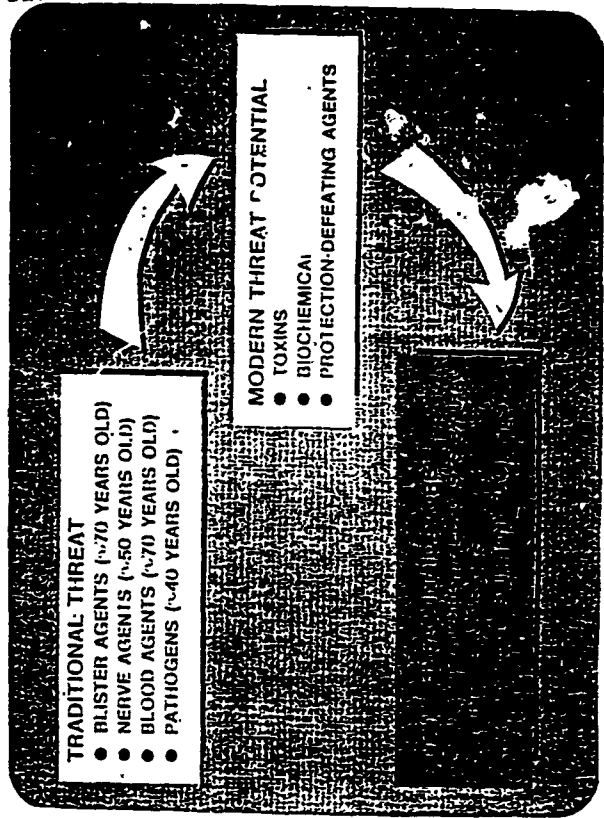 TRADITIONAL: THREAT
● BLISTER AGENTS (~70 YEARS OLD)
● NERVE AGENTS (~50 YEARS OLD)
● BLOOD AGENTS (~70 YEARS OLD)
● PATHOGENS (~40 YEARS OLD)
MODERN THREAT POTENTIAL
● TOXINS
● BIOCHEMICAL
● PROTECTION-DEFEATING AGENTS